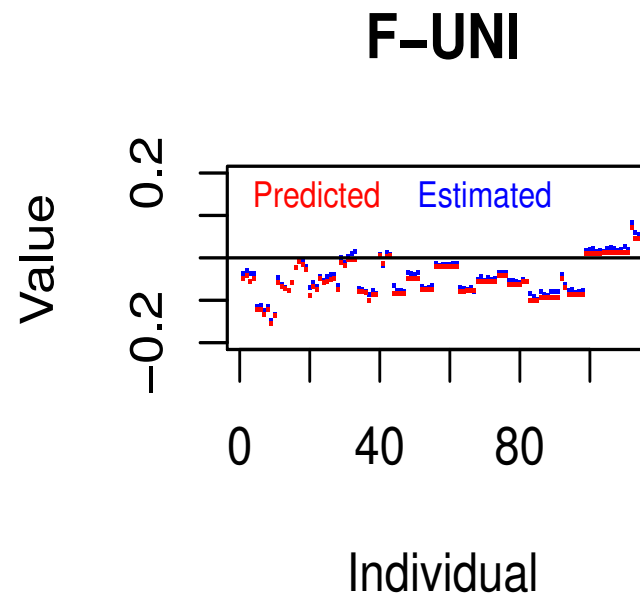 F–UNI
Value
0.2
−0.2
Predicted Estimated
0 40 80
Individual